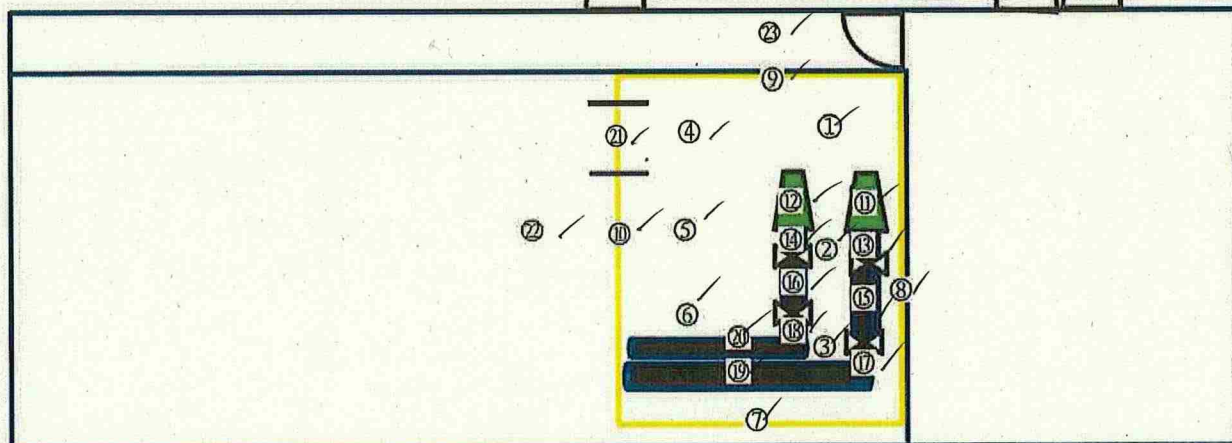 ㉓
⑨
㉑ ④ ①
⑫ ⑪
㉒ ⑩ ⑤ ⑭ ② ⑬
⑯ ⑮ ⑧
⑥ ⑳ ⑱ ③
⑲ ⑰
⑦